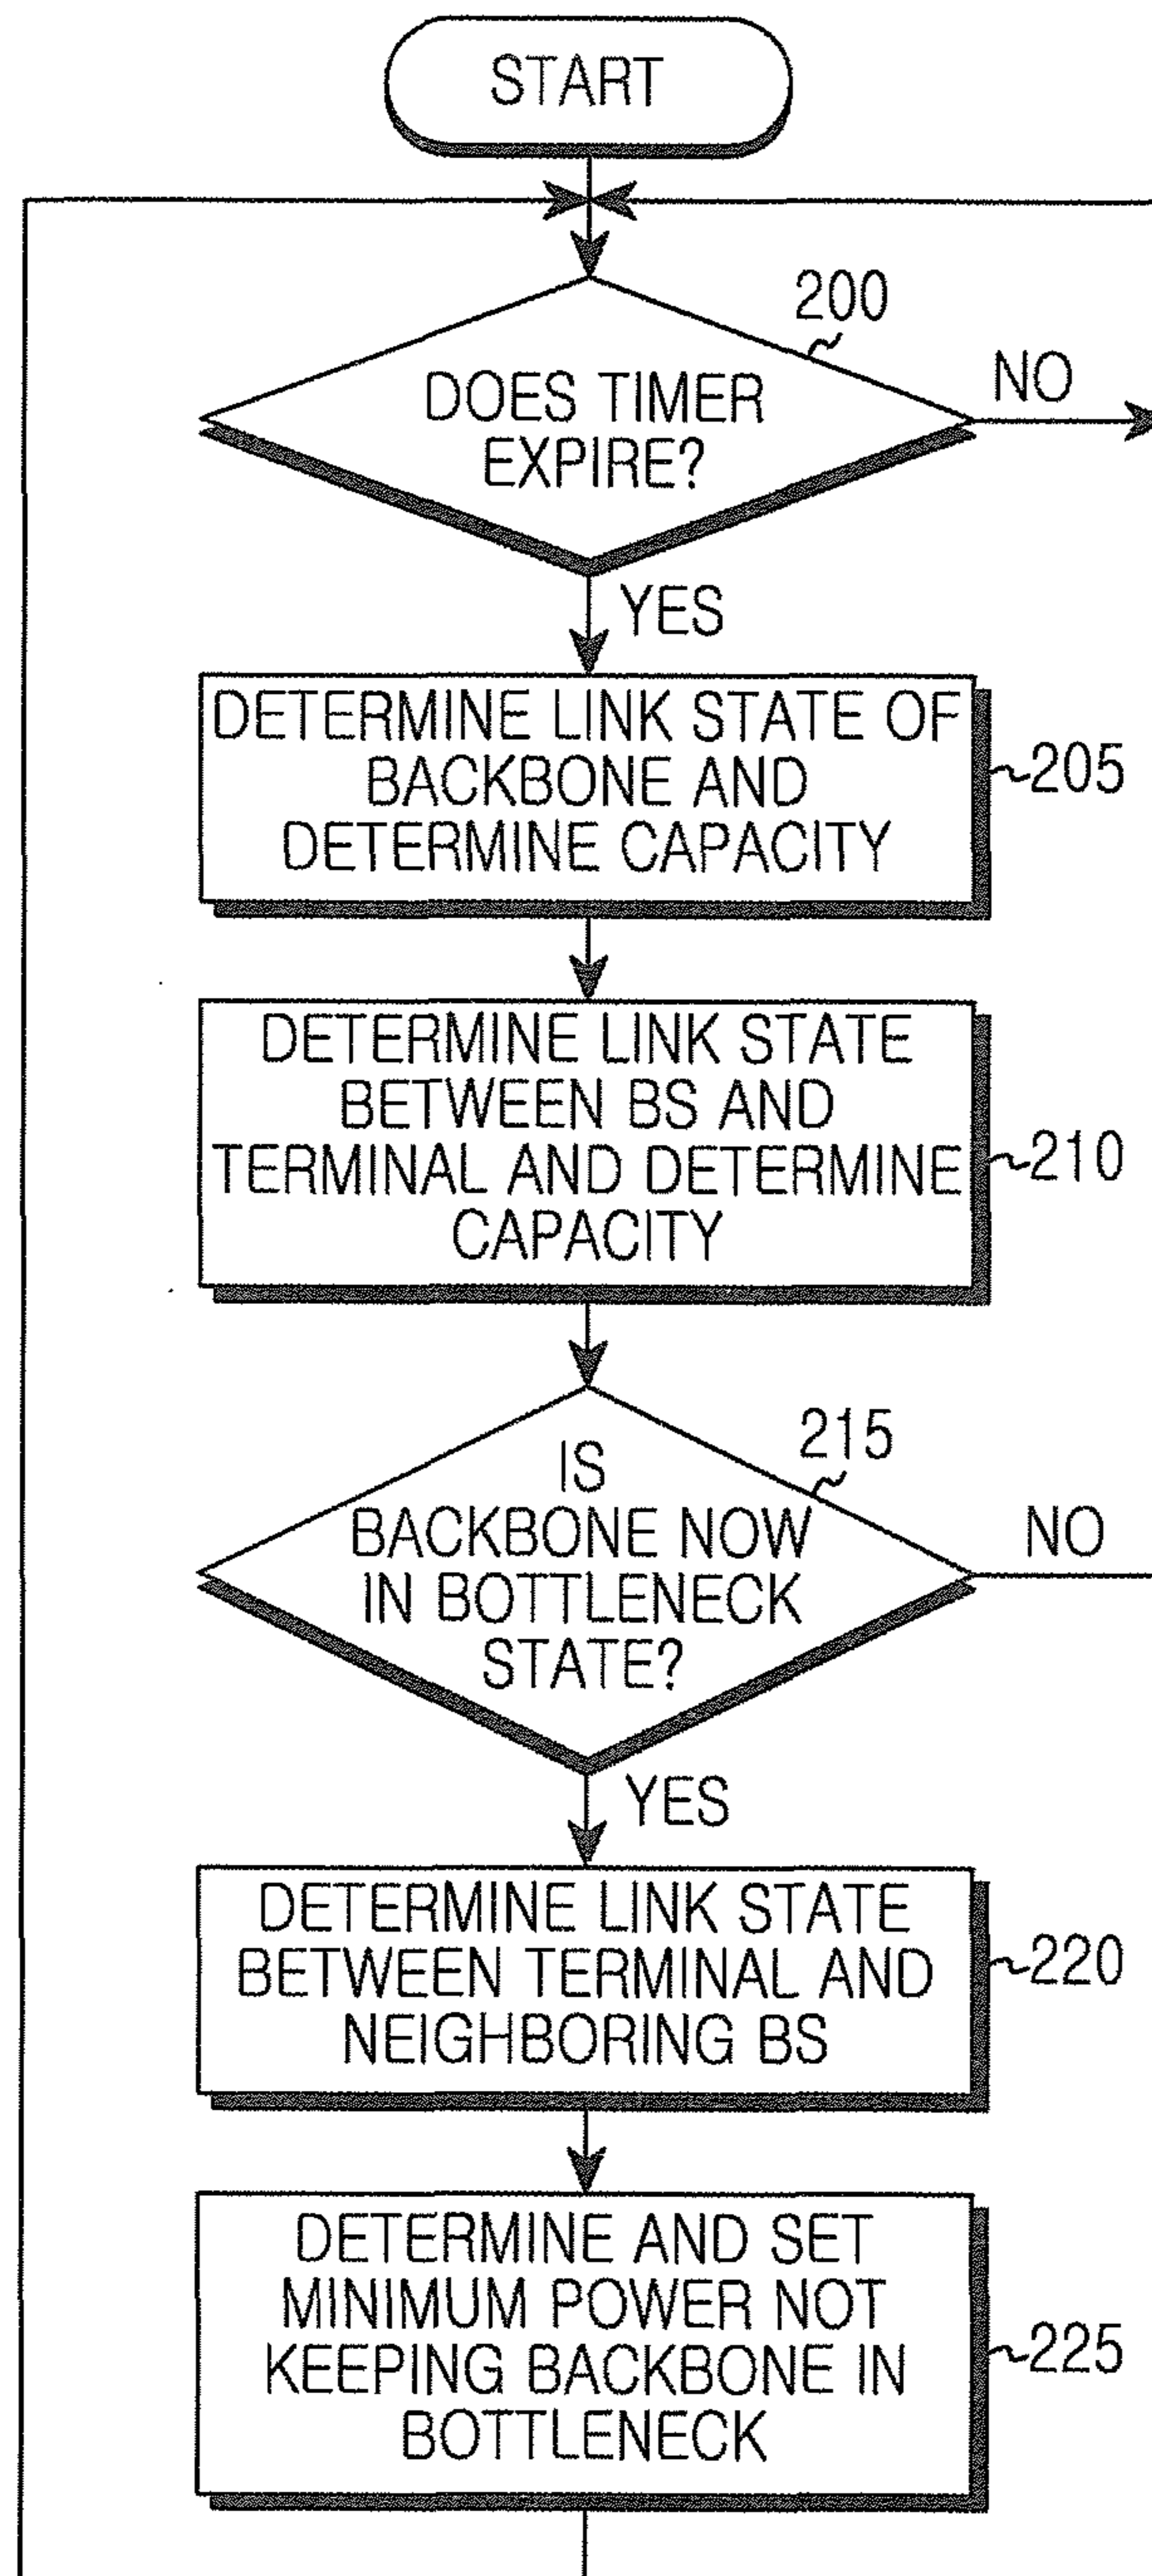 START
200
DOES TIMER
EXPIRE?
NO
YES
DETERMINE LINK STATE OF
BACKBONE AND
DETERMINE CAPACITY
205
DETERMINE LINK STATE
BETWEEN BS AND
TERMINAL AND DETERMINE
CAPACITY
210
215
IS
BACKBONE NOW
IN BOTTLENECK
STATE?
NO
YES
DETERMINE LINK STATE
BETWEEN TERMINAL AND
NEIGHBORING BS
220
DETERMINE AND SET
MINIMUM POWER NOT
KEEPING BACKBONE IN
BOTTLENECK
225